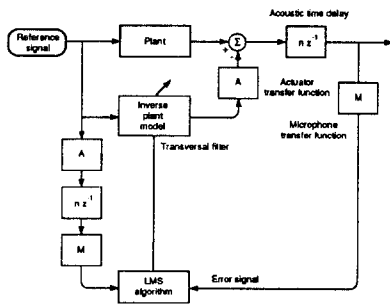 Acoustic time delay
Reference
signal
Plant
+
Σ
-
n z⁻¹
A
Actuator
transfer function
M
Microphone
transfer function
Inverse
plant
model
Transversal filter
A
n z⁻¹
M
LMS
algorithm
Error signal